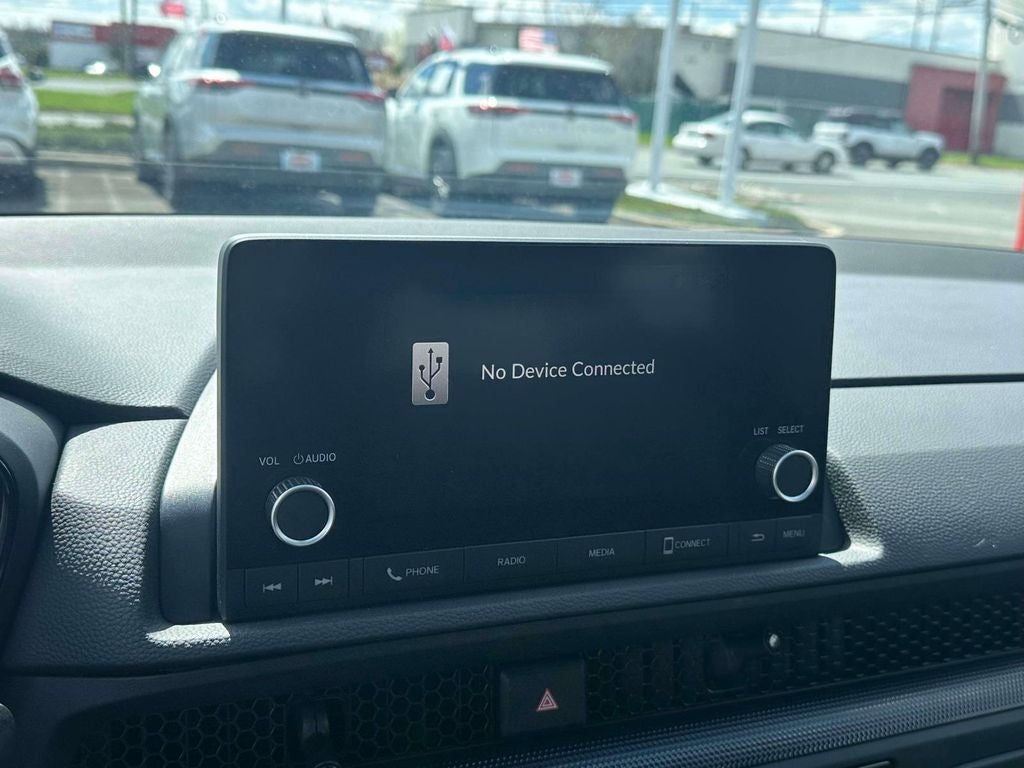 No Device Connected
LIST SELECT
VOL AUDIO
PHONE RADIO MEDIA CONNECT MENU